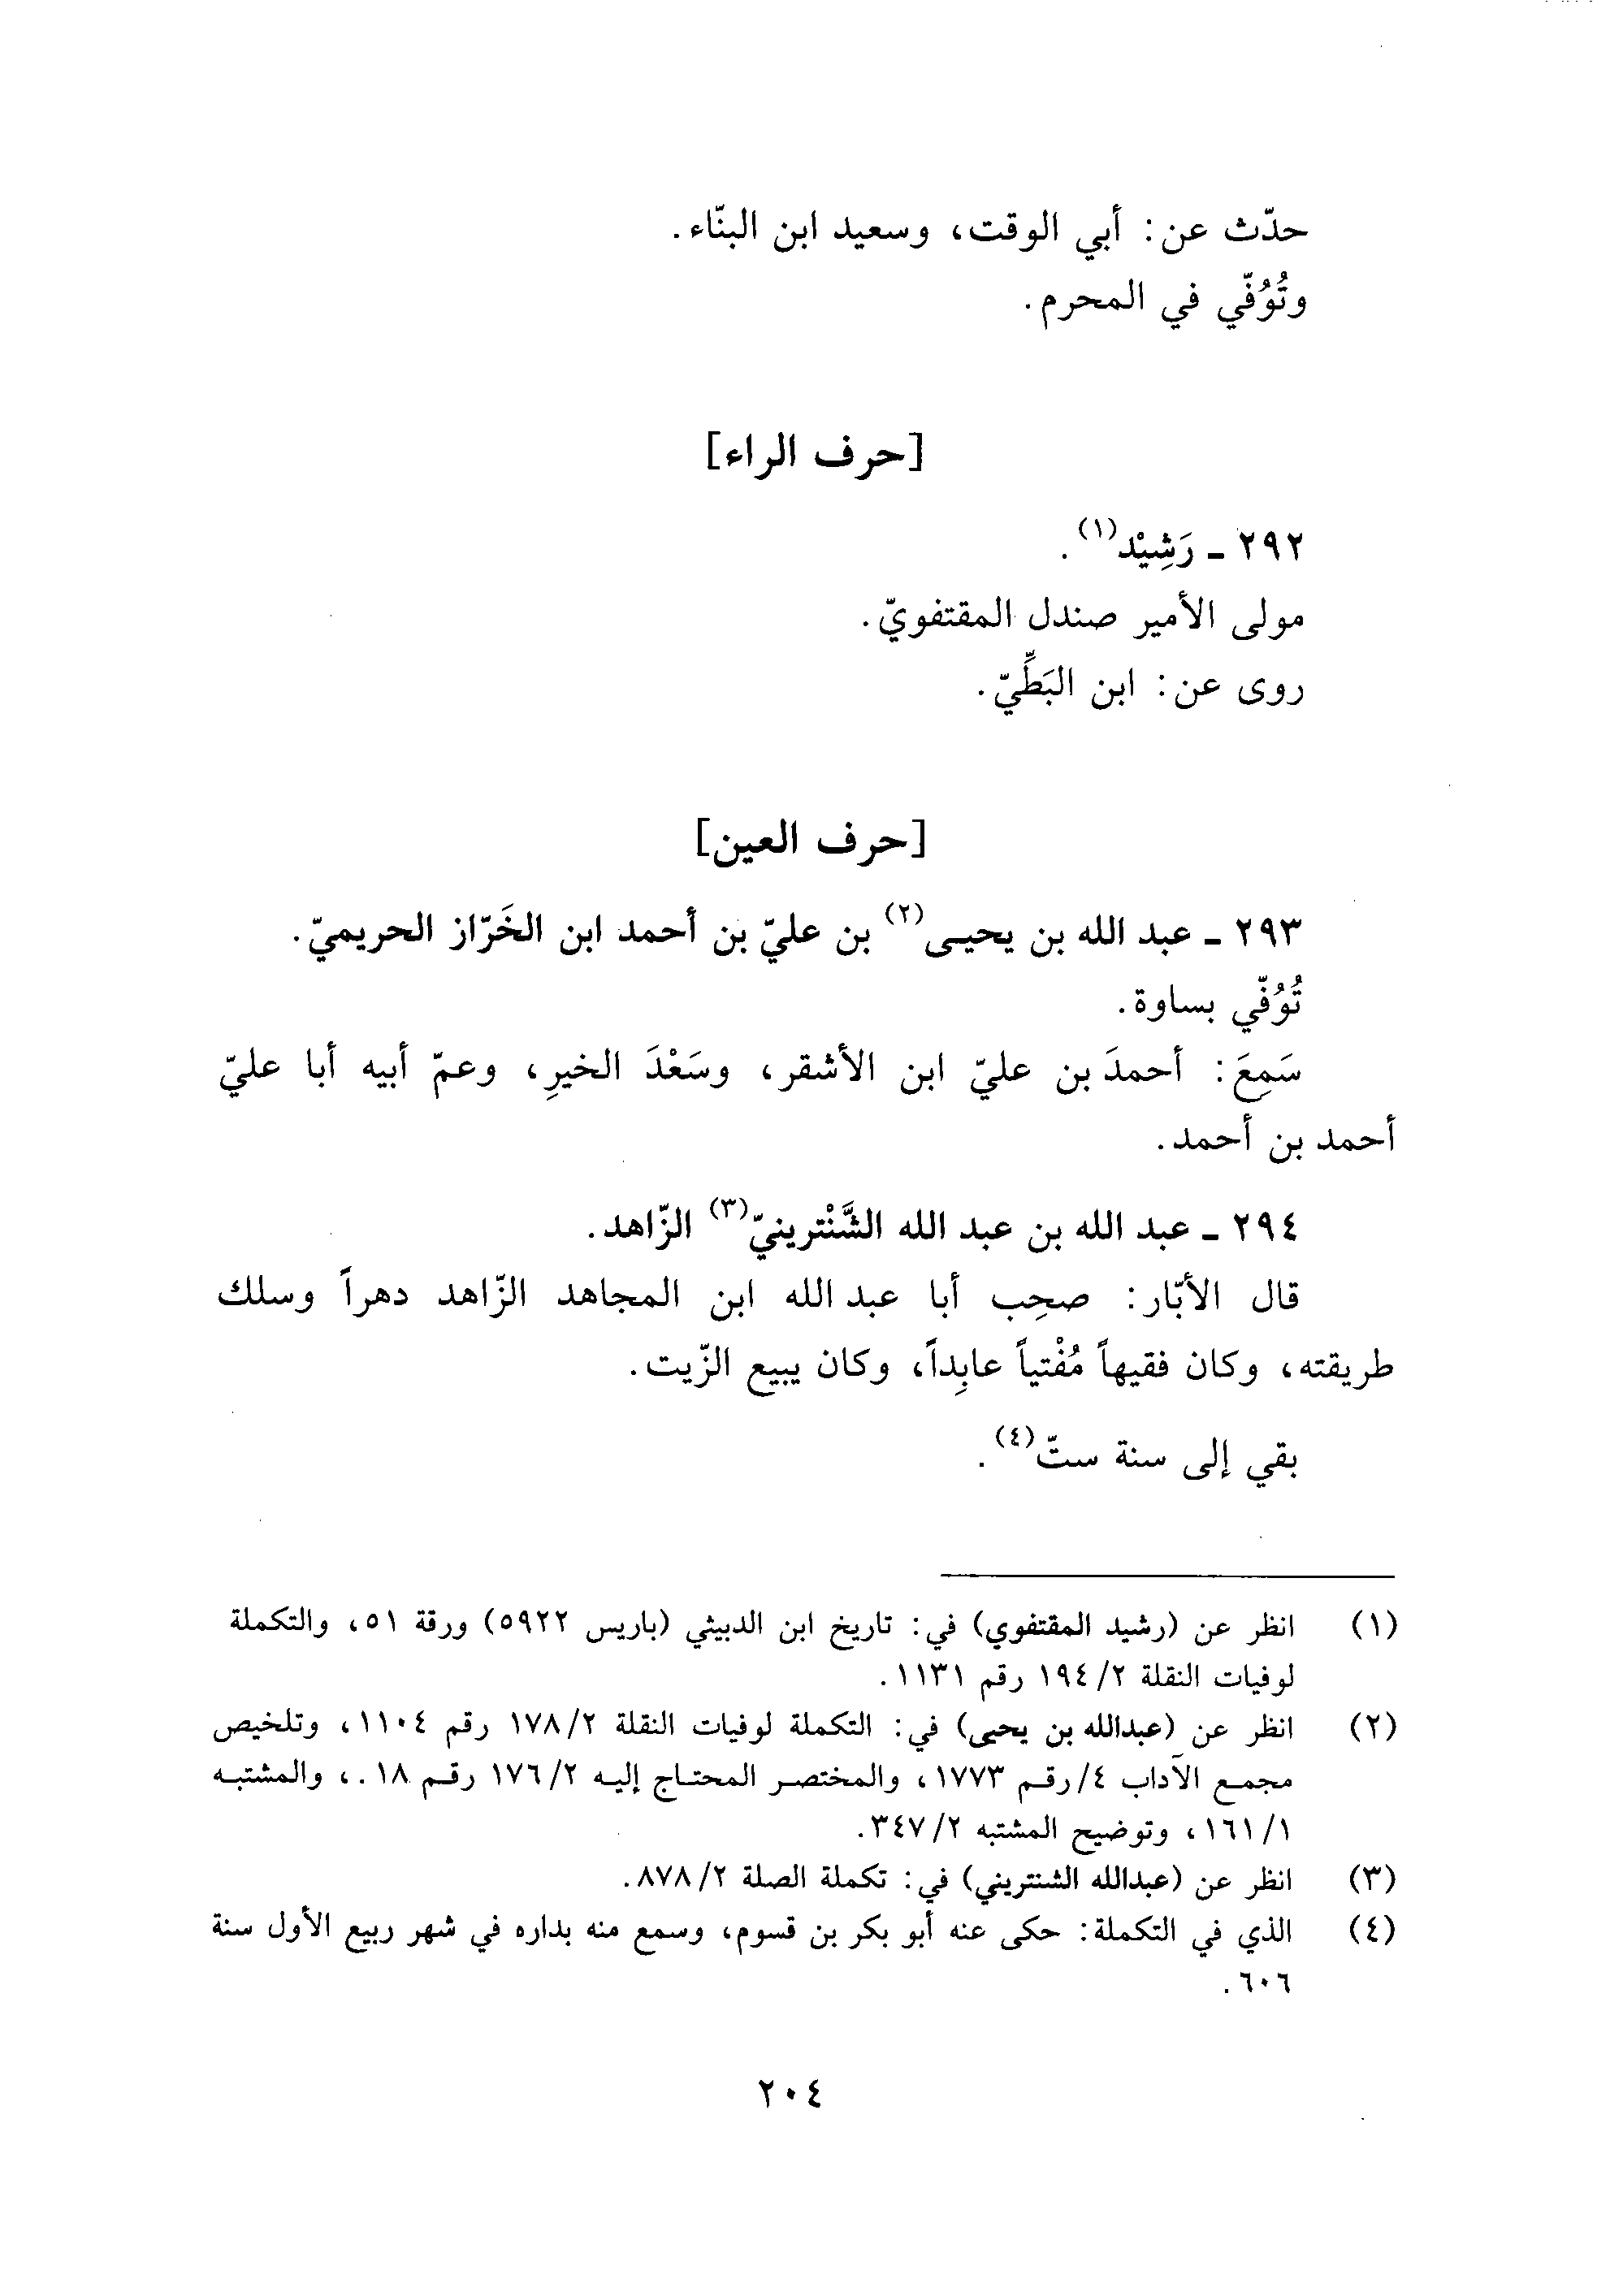 حدّث عن: أبي الوقت، وسعيد ابن البنّاء.
وتُوُفّي في المحرم.
[حرف الراء]
٢٩٢ ـ رَشِيْد(١).
مولى الأمير صندل المقتفويّ.
روى عن: ابن البَطِّيّ.
[حرف العين]
٢٩٣ ـ عبد الله بن يحيـى(٢) بن عليّ بن أحمد ابن الخَرّاز الحريميّ.
تُوُفّي بساوة.
سَمِعَ: أحمدَ بن عليّ ابن الأشقر، وسَعْدَ الخيرِ، وعمّ أبيه أبا عليّ
أحمد بن أحمد.
٢٩٤ ـ عبد الله بن عبد الله الشَّنْترينيّ(٣) الزّاهد.
قال الأبّار: صحِب أبا عبد الله ابن المجاهد الزّاهد دهراً وسلك
طريقته، وكان فقيهاً مُفْتياً عابِداً، وكان يبيع الزّيت.
بقي إلى سنة ستّ(٤).
(١) انظر عن (رشيد المقتفوي) في: تاريخ ابن الدبيثي (باريس ٥٩٢٢) ورقة ٥١، والتكملة
لوفيات النقلة ٢/ ١٩٤ رقم ١١٣١.
(٢) انظر عن (عبدالله بن يحيى) في: التكملة لوفيات النقلة ٢/ ١٧٨ رقم ١١٠٤، وتلخيص
مجمع الآداب ٤/رقم ١٧٧٣، والمختصر المحتاج إليه ٢/ ١٧٦ رقم ١٨.، والمشتبه
١/ ١٦١، وتوضيح المشتبه ٢/ ٣٤٧.
(٣) انظر عن (عبدالله الشنتريني) في: تكملة الصلة ٢/ ٨٧٨.
(٤) الذي في التكملة: حكى عنه أبو بكر بن قسوم، وسمع منه بداره في شهر ربيع الأول سنة
٦٠٦.
٢٠٤